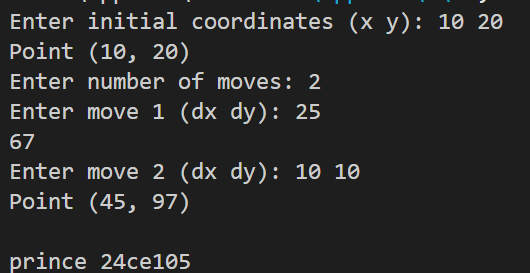 Enter initial coordinates (x y): 10 20
Point (10, 20)
Enter number of moves: 2
Enter move 1 (dx dy): 25
67
Enter move 2 (dx dy): 10 10
Point (45, 97)
prince 24ce105